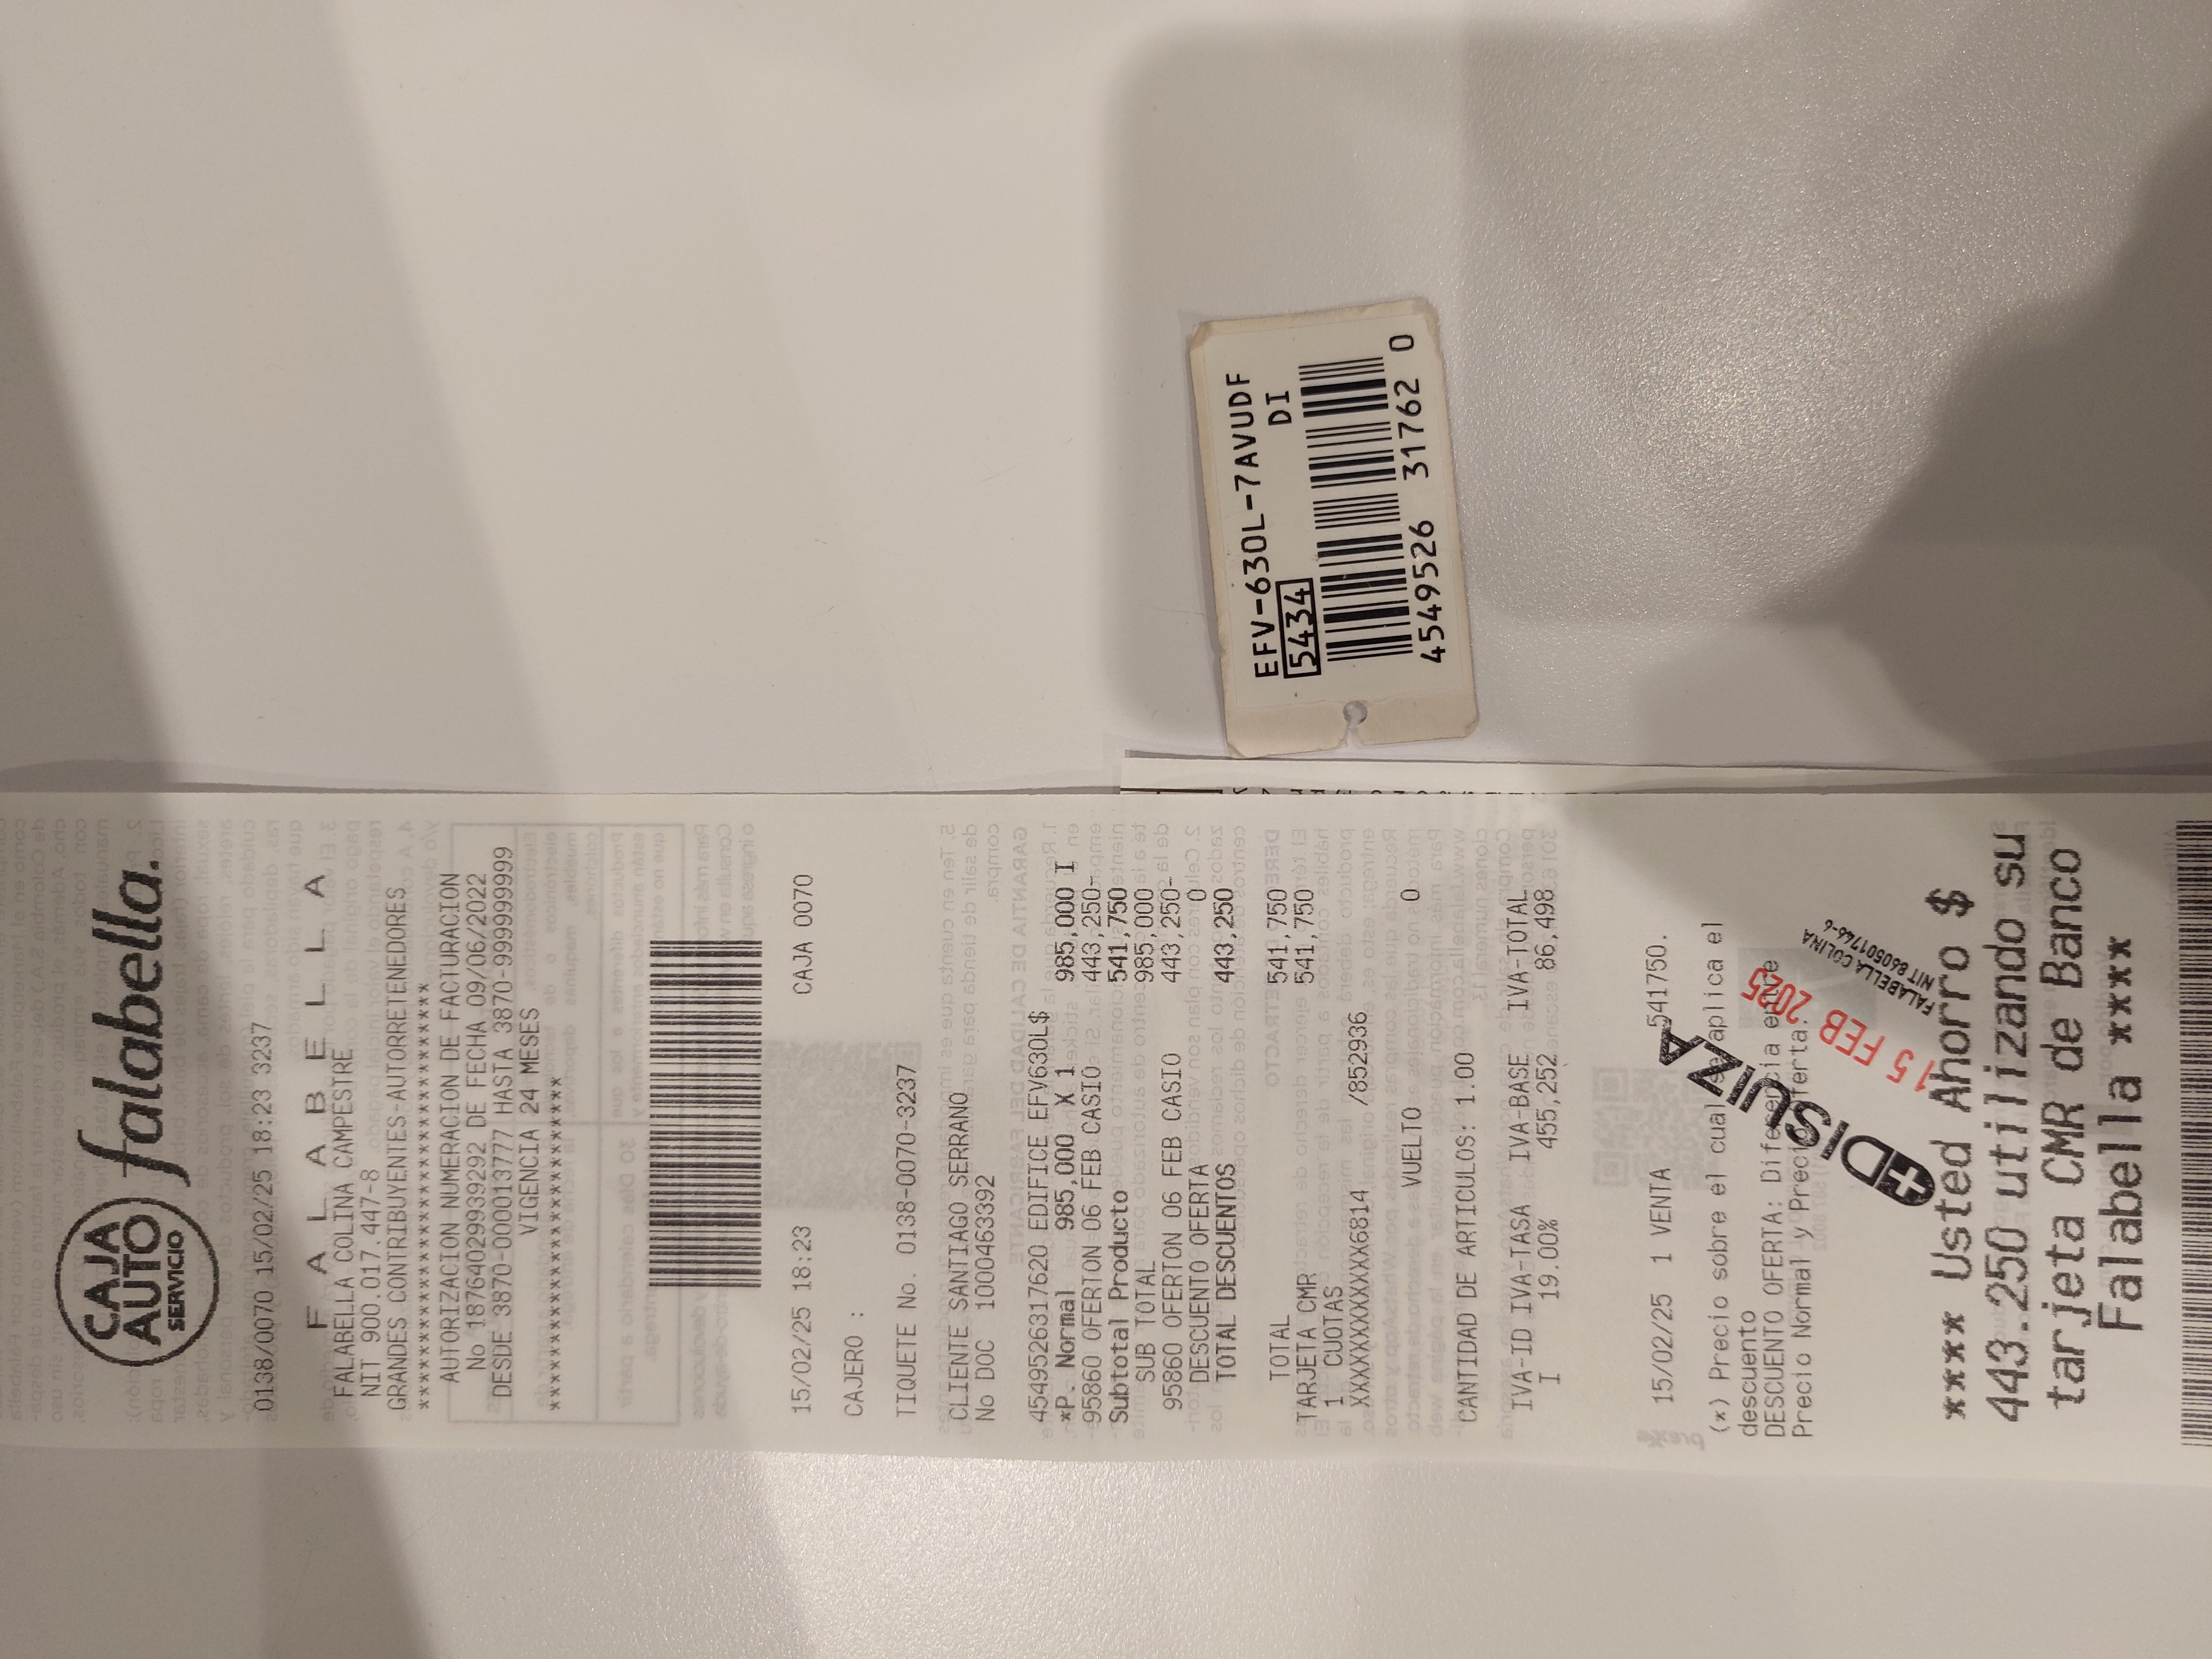 CAJA
AUTO
SERVICIO
falabella.
0138/0070 15/02/25 18:23 3237
F A L A B E L L A
FALABELLA COLINA CAMPESTRE
NIT 900.017.447-8
GRANDES CONTRIBUYENTES-AUTORRETENEDORES
****************************************
AUTORIZACION NUMERACION DE FACTURACION
No 18764029939292 DE FECHA 09/06/2022
DESDE 3870-000013777 HASTA 3870-9999999999
VIGENCIA 24 MESES
****************************************
15/02/25 18:23 CAJA 0070
CAJERO :
TIQUETE No. 0138-0070-3237
CLIENTE SANTIAGO SERRANO
No DOC 1000463392
4549526317620 EDIFICE EFV630L$
*P. Normal 985,000 X 1 985,000 I
95860 OFERTON 06 FEB CASIO 443,250-
Subtotal Producto 541,750
SUB TOTAL 985,000
95860 OFERTON 06 FEB CASIO 443,250-
DESCUENTO OFERTA 0
TOTAL DESCUENTOS 443,250
TOTAL 541,750
TARJETA CMR 541,750
1 CUOTAS
XXXXXXXXXXXXXXX6814 /852936
VUELTO 0
CANTIDAD DE ARTICULOS: 1.00
IVA-ID IVA-TASA IVA-BASE IVA-TOTAL
I 19.00% 455,252 86,498
15/02/25 1 VENTA 541750.
(*) Precio sobre el cual se aplica el
descuento
DESCUENTO OFERTA: Diferencia entre
Precio Normal y Precio Oferta.
DISUIZA
15 FEB 2025
FALABELLA COLINA
NIT 860501766-6
**** Usted Ahorro $
443.250 utilizando su
tarjeta CMR de Banco
Falabella ****
EFV-630L-7AVUDF
5434 DI
4549526 31762 0